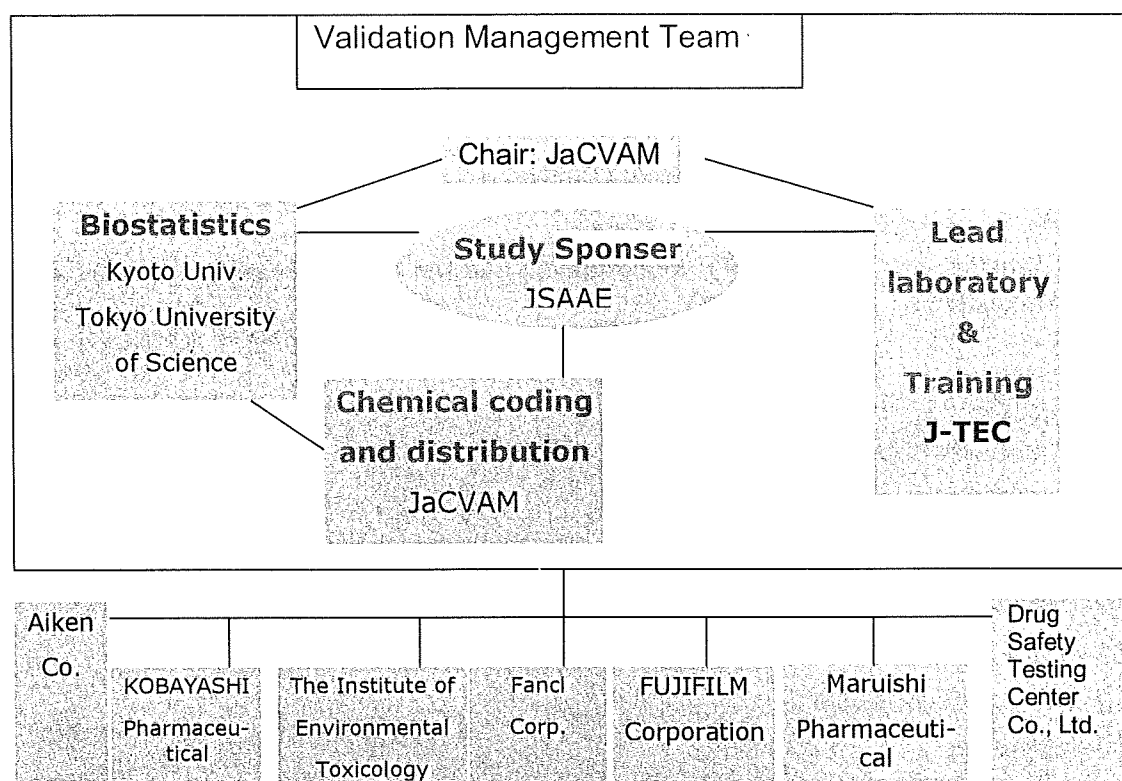 Validation Management Team
Chair: JaCVAM
Biostatistics
Kyoto Univ.
Tokyo University
of Science
Study Sponser
JSAAE
Lead
laboratory
&
Training
J-TEC
Chemical coding
and distribution
JaCVAM
Aiken
Co.
KOBAYASHI
Pharmaceu-
tical
The Institute of
Environmental
Toxicology
Fancl
Corp.
FUJIFILM
Corporation
Maruishi
Pharmaceuti-
cal
Drug
Safety
Testing
Center
Co., Ltd.